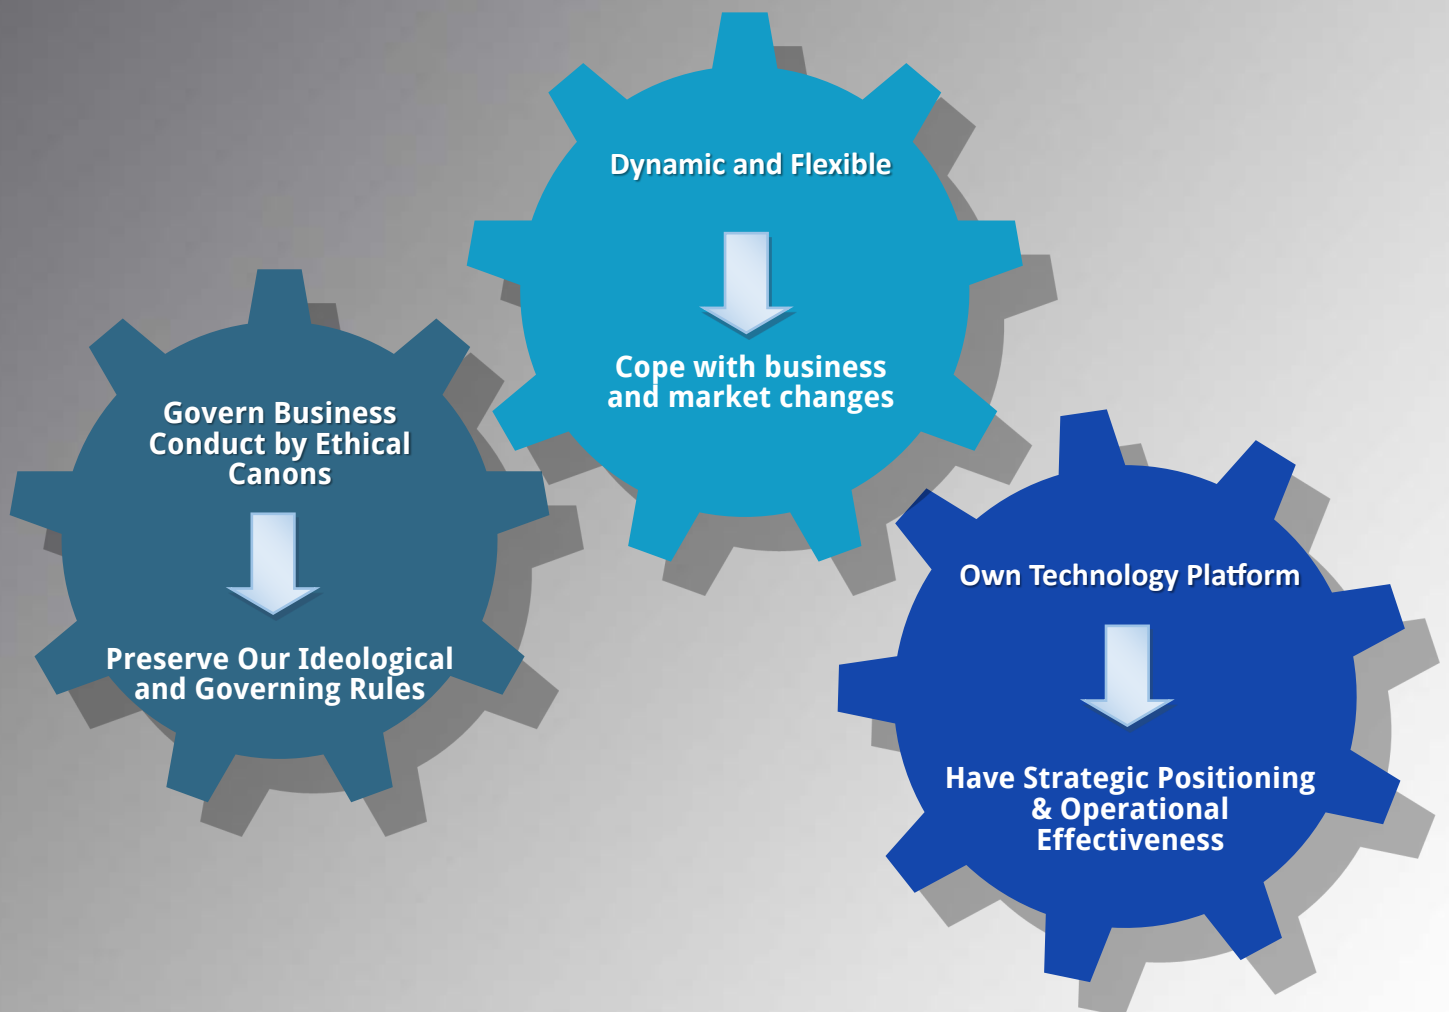 Dynamic and Flexible
Cope with business
and market changes
Govern Business
Conduct by Ethical
Canons
Preserve Our Ideological
and Governing Rules
Own Technology Platform
Have Strategic Positioning
& Operational
Effectiveness